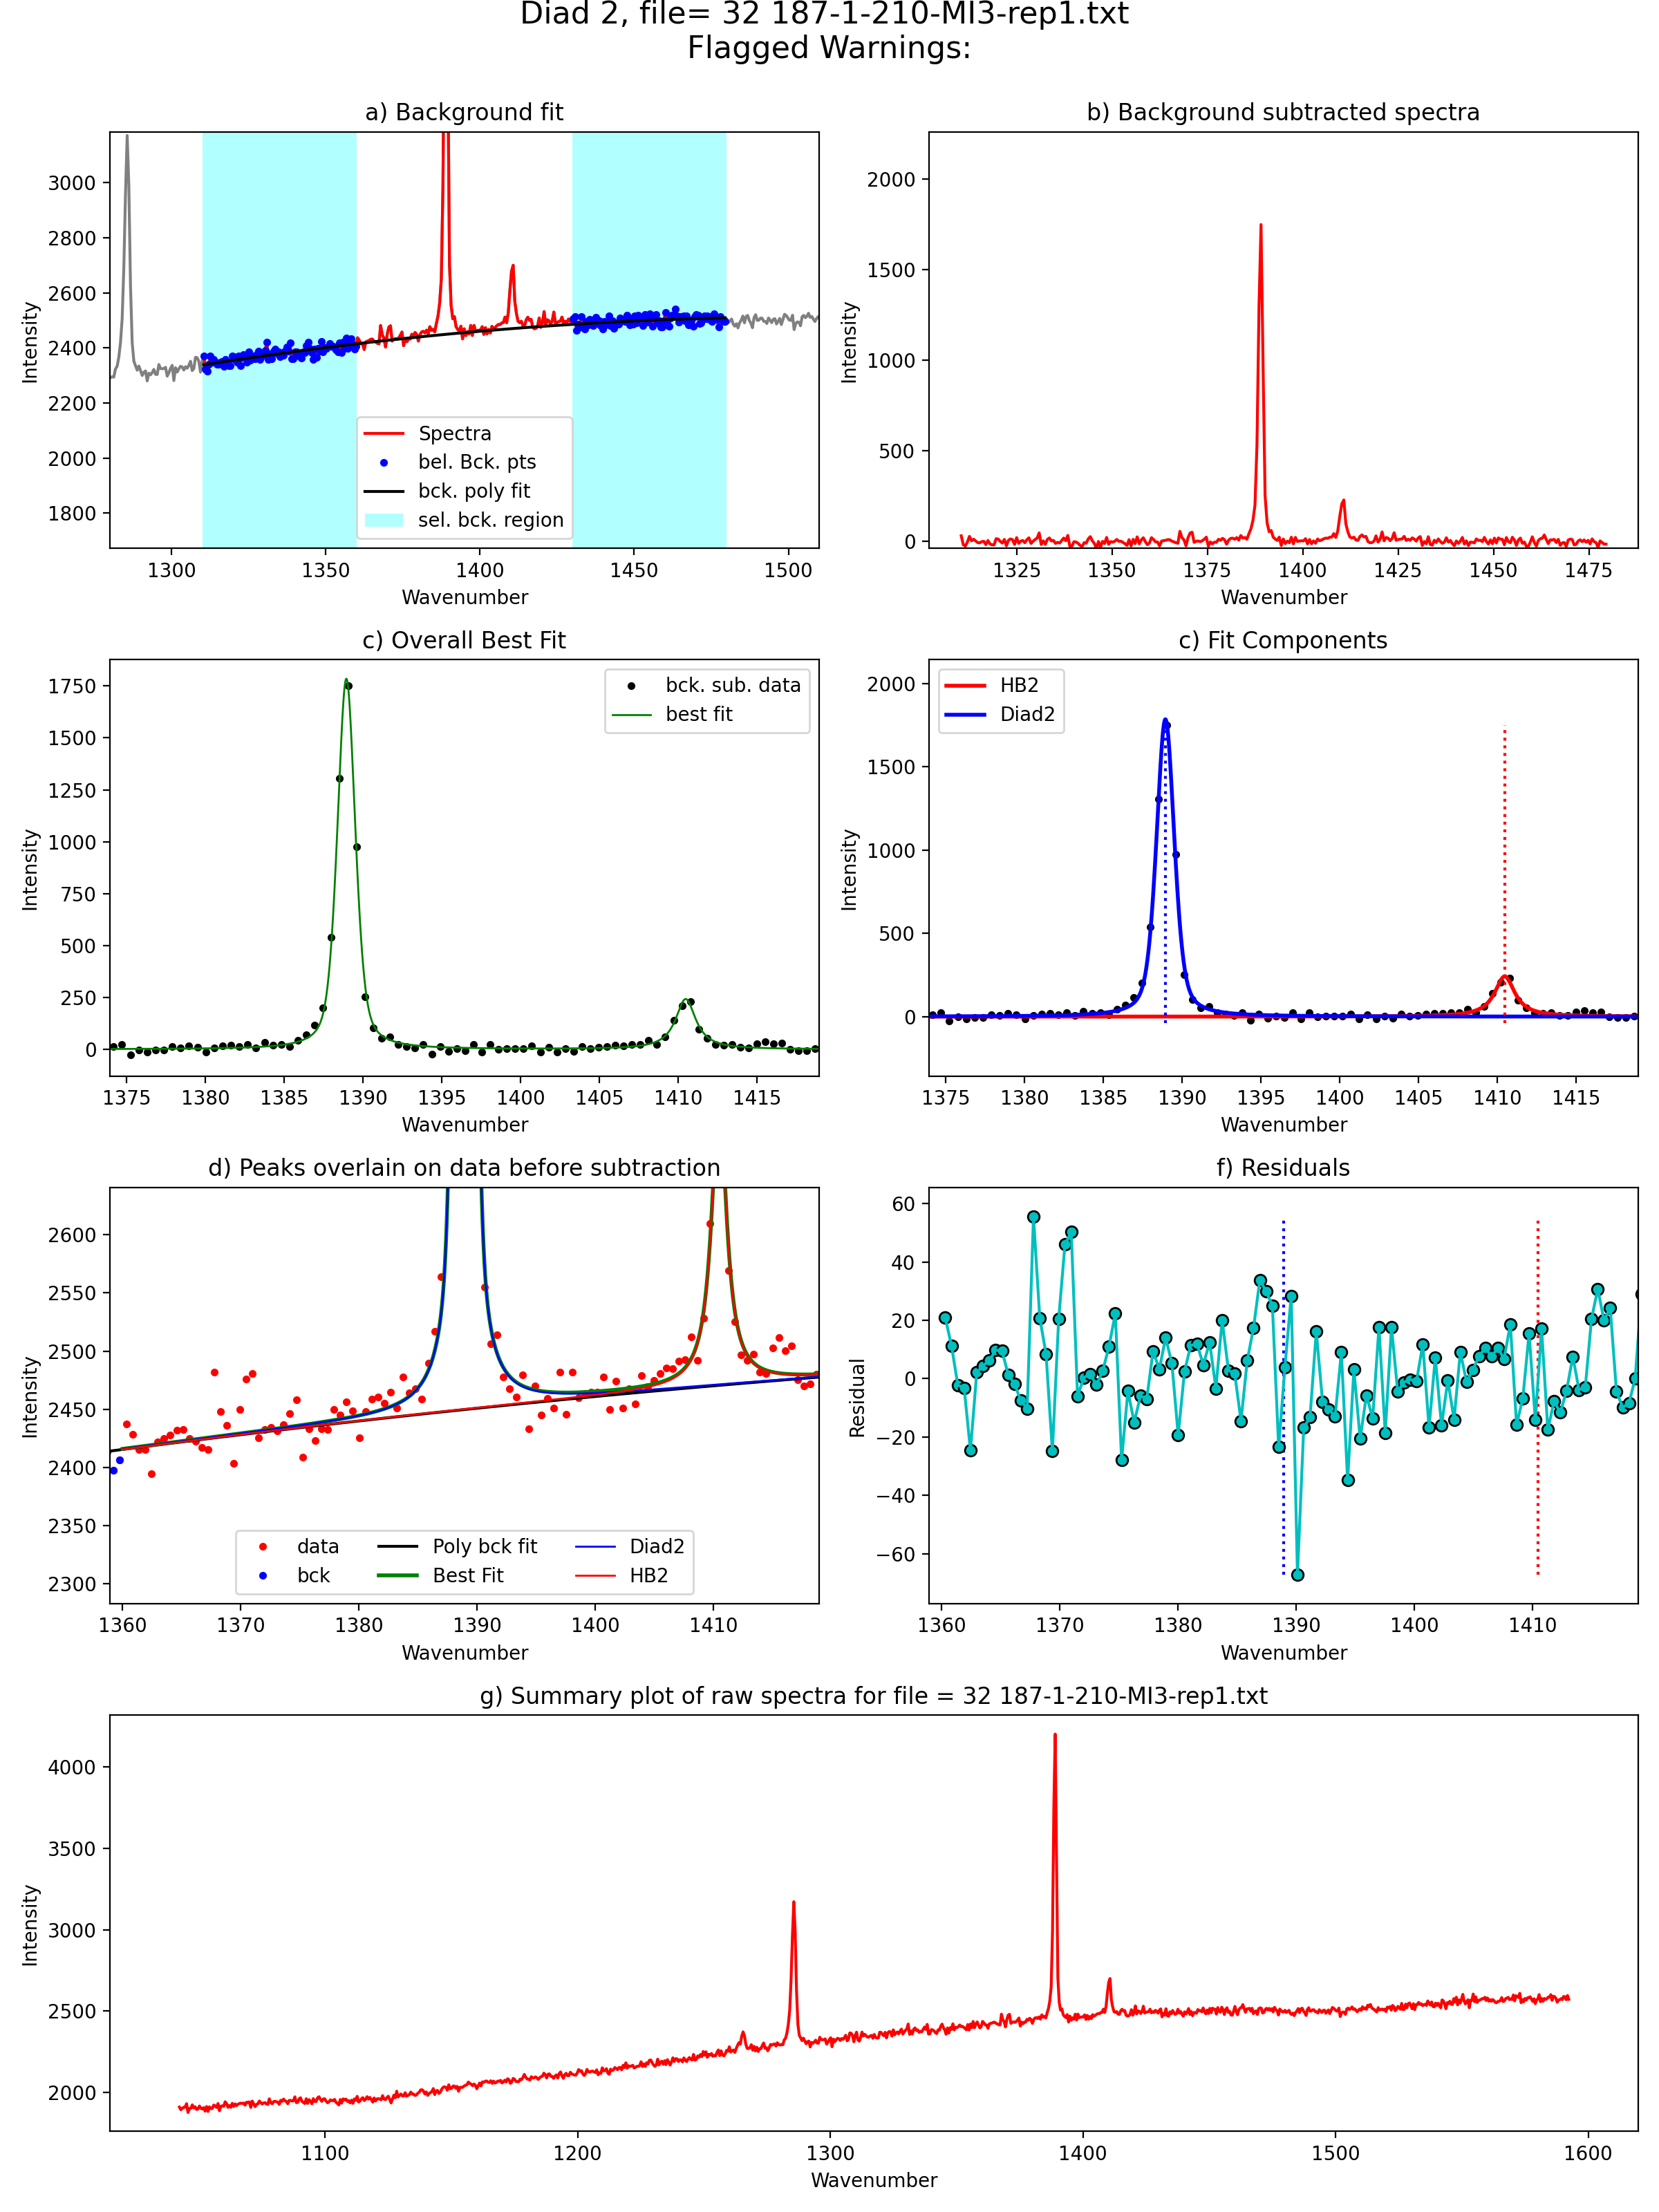 Diad 2, file= 32 187-1-210-MI3-rep1.txt
Flagged Warnings:
a) Background fit
3000
2800
2600
2400
2200
2000
1800
Intensity
Spectra
bel. Bck. pts
bck. poly fit
sel. bck. region
1300 1350 1400 1450 1500
Wavenumber
b) Background subtracted spectra
2000
1500
1000
500
0
Intensity
1325 1350 1375 1400 1425 1450 1475
Wavenumber
c) Overall Best Fit
1750
1500
1250
1000
750
500
250
0
Intensity
bck. sub. data
best fit
1375 1380 1385 1390 1395 1400 1405 1410 1415
Wavenumber
c) Fit Components
2000
1500
1000
500
0
Intensity
HB2
Diad2
1375 1380 1385 1390 1395 1400 1405 1410 1415
Wavenumber
d) Peaks overlain on data before subtraction
2600
2550
2500
2450
2400
2350
2300
Intensity
data
bck
Poly bck fit
Best Fit
Diad2
HB2
1360 1370 1380 1390 1400 1410
Wavenumber
f) Residuals
60
40
20
0
−20
−40
−60
Residual
1360 1370 1380 1390 1400 1410
Wavenumber
g) Summary plot of raw spectra for file = 32 187-1-210-MI3-rep1.txt
4000
3500
3000
2500
2000
Intensity
1100 1200 1300 1400 1500 1600
Wavenumber